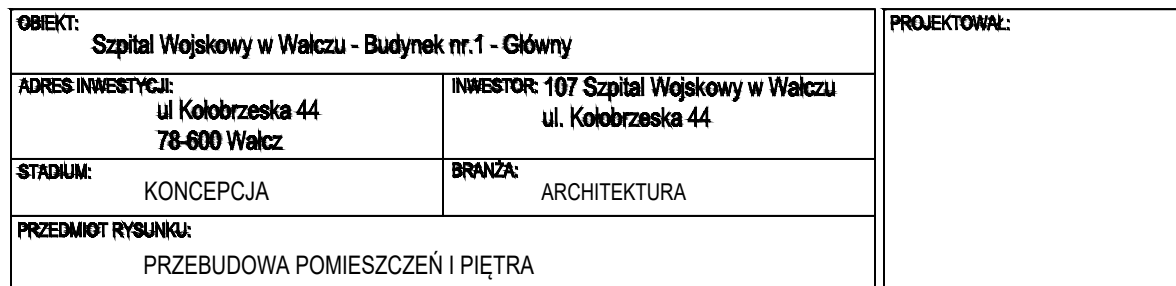 OBIEKT:
Szpital Wojskowy w Wałczu - Budynek nr.1 - Główny
PROJEKTOWAŁ:
ADRES INWESTYCJI:
ul Kołobrzeska 44
78-600 Wałcz
INWESTOR: 107 Szpital Wojskowy w Wałczu
ul. Kołobrzeska 44
STADIUM:
KONCEPCJA
BRANŻA:
ARCHITEKTURA
PRZEDMIOT RYSUNKU:
PRZEBUDOWA POMIESZCZEŃ I PIĘTRA